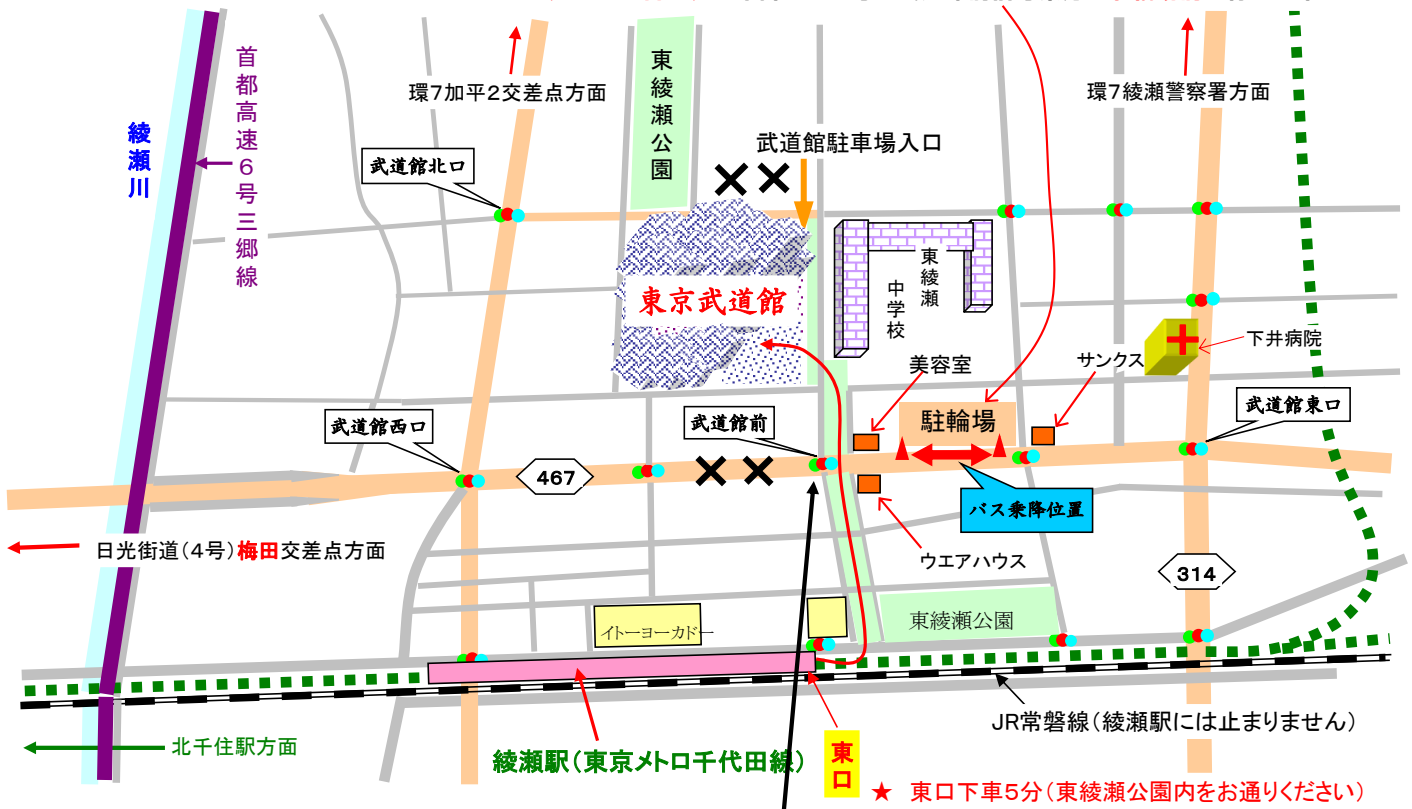 環7加平2交差点方面
東綾瀬公園
環7綾瀬警察署方面
首都高速6号三郷線
綾瀬川
武道館駐車場入口
武道館北口
東京武道館
東綾瀬
中学校
下井病院
美容室
サンクス
武道館西口
武道館前
駐輪場
武道館東口
467
バス乗降位置
日光街道(4号)梅田交差点方面
ウエアハウス
314
イトーヨーカドー
東綾瀬公園
JR常磐線(綾瀬駅には止まりません)
北千住駅方面
綾瀬駅(東京メトロ千代田線)
東口
★ 東口下車5分(東綾瀬公園内をお通りください)